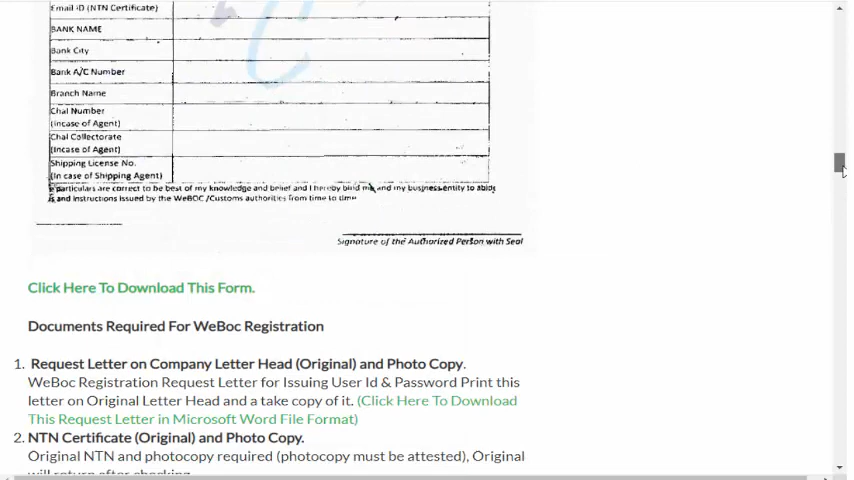 Email ID (NTN Certificate)
BANK NAME
Bank City
Bank A/C Number
Branch Name
Chal Number
(Incase of Agent)
Chal Collectorate
(Incase of Agent)
Shipping License No.
(In case of Shipping Agent)
particulars are correct to be best of my knowledge and belief and I hereby bind me and my business entity to abide
and instructions issued by the WeBOC /Customs authorities from time to time
Signature of the Authorized Person with Seal
Click Here To Download This Form.
Documents Required For WeBoc Registration
1. Request Letter on Company Letter Head (Original) and Photo Copy.
WeBoc Registration Request Letter for Issuing User Id & Password Print this
letter on Original Letter Head and a take copy of it. (Click Here To Download
This Request Letter in Microsoft Word File Format)
2. NTN Certificate (Original) and Photo Copy.
Original NTN and photocopy required (photocopy must be attested), Original
will return after checking.